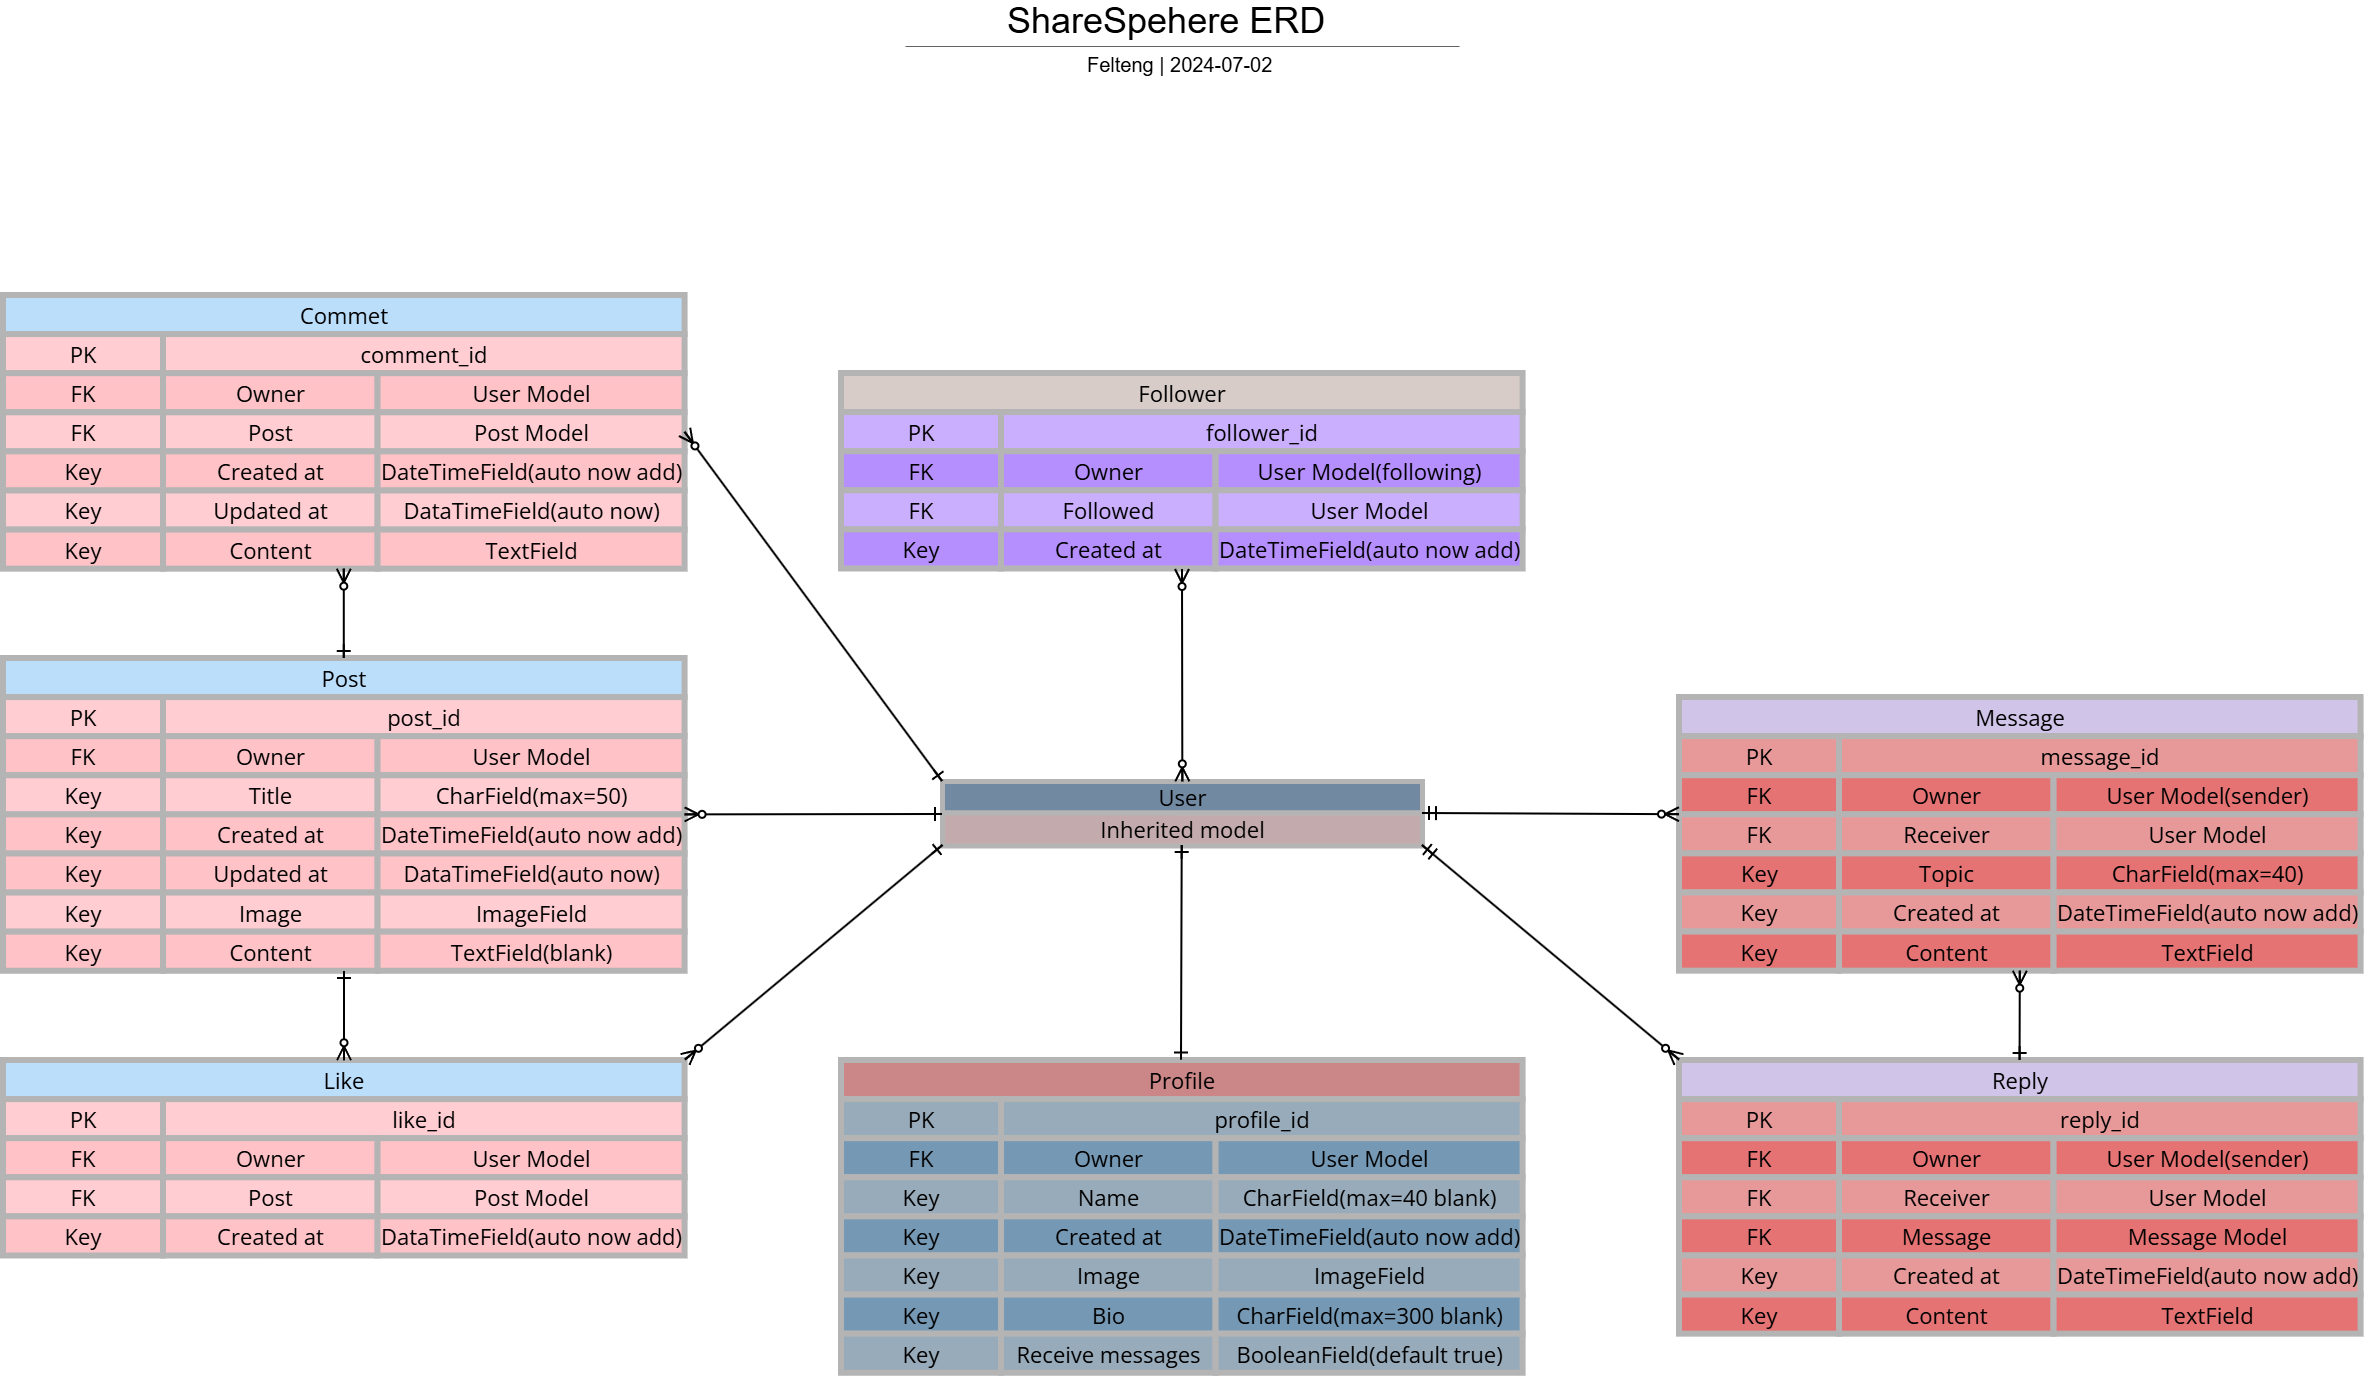 ShareSpehere ERD
Felteng | 2024-07-02
Commet
PK comment_id
FK Owner User Model
FK Post Post Model
Key Created at DateTimeField(auto now add)
Key Updated at DataTimeField(auto now)
Key Content TextField
Follower
PK follower_id
FK Owner User Model(following)
FK Followed User Model
Key Created at DateTimeField(auto now add)
Post
PK post_id
FK Owner User Model
Key Title CharField(max=50)
Key Created at DateTimeField(auto now add)
Key Updated at DataTimeField(auto now)
Key Image ImageField
Key Content TextField(blank)
User
Inherited model
Message
PK message_id
FK Owner User Model(sender)
FK Receiver User Model
Key Topic CharField(max=40)
Key Created at DateTimeField(auto now add)
Key Content TextField
Like
PK like_id
FK Owner User Model
FK Post Post Model
Key Created at DataTimeField(auto now add)
Profile
PK profile_id
FK Owner User Model
Key Name CharField(max=40 blank)
Key Created at DateTimeField(auto now add)
Key Image ImageField
Key Bio CharField(max=300 blank)
Key Receive messages BooleanField(default true)
Reply
PK reply_id
FK Owner User Model(sender)
FK Receiver User Model
FK Message Message Model
Key Created at DateTimeField(auto now add)
Key Content TextField